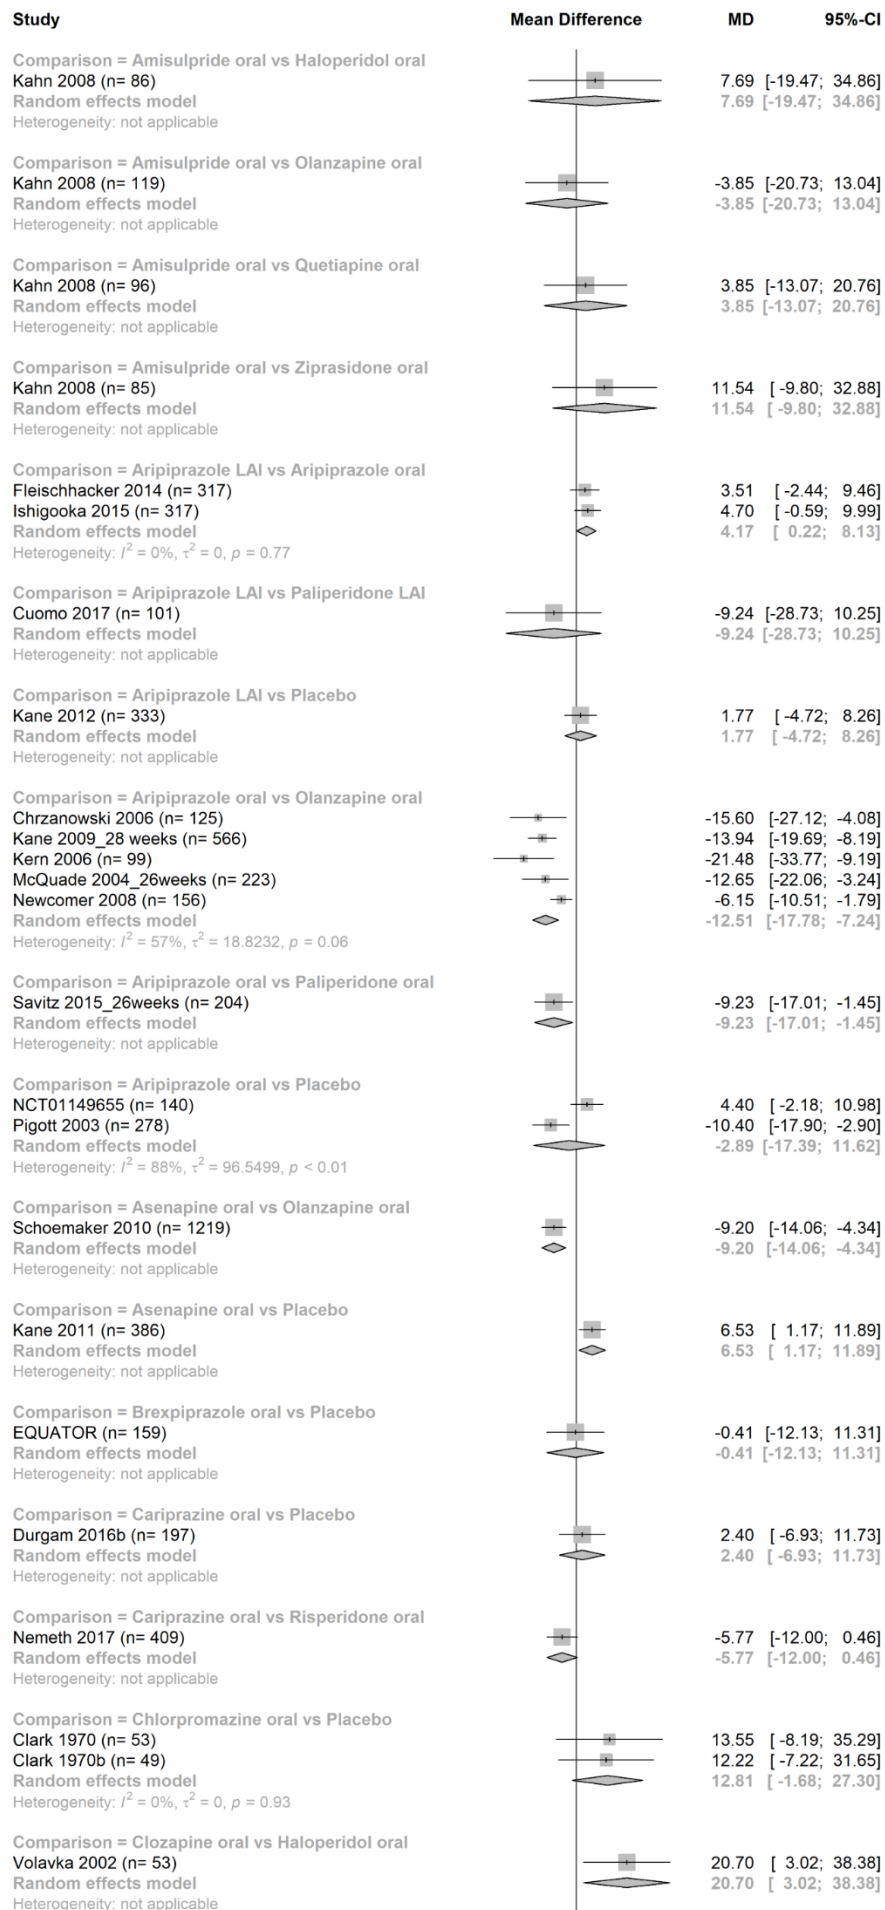 Study Mean Difference MD 95%-CI
Comparison = Amisulpride oral vs Haloperidol oral
Kahn 2008 (n= 86) 7.69 [-19.47; 34.86]
Random effects model 7.69 [-19.47; 34.86]
Heterogeneity: not applicable
Comparison = Amisulpride oral vs Olanzapine oral
Kahn 2008 (n= 119) -3.85 [-20.73; 13.04]
Random effects model -3.85 [-20.73; 13.04]
Heterogeneity: not applicable
Comparison = Amisulpride oral vs Quetiapine oral
Kahn 2008 (n= 96) 3.85 [-13.07; 20.76]
Random effects model 3.85 [-13.07; 20.76]
Heterogeneity: not applicable
Comparison = Amisulpride oral vs Ziprasidone oral
Kahn 2008 (n= 85) 11.54 [ -9.80; 32.88]
Random effects model 11.54 [ -9.80; 32.88]
Heterogeneity: not applicable
Comparison = Aripiprazole LAI vs Aripiprazole oral
Fleischhacker 2014 (n= 317) 3.51 [ -2.44; 9.46]
Ishigooka 2015 (n= 317) 4.70 [ -0.59; 9.99]
Random effects model 4.17 [ 0.22; 8.13]
Heterogeneity: I² = 0%, τ² = 0, p = 0.77
Comparison = Aripiprazole LAI vs Paliperidone LAI
Cuomo 2017 (n= 101) -9.24 [-28.73; 10.25]
Random effects model -9.24 [-28.73; 10.25]
Heterogeneity: not applicable
Comparison = Aripiprazole LAI vs Placebo
Kane 2012 (n= 333) 1.77 [ -4.72; 8.26]
Random effects model 1.77 [ -4.72; 8.26]
Heterogeneity: not applicable
Comparison = Aripiprazole oral vs Olanzapine oral
Chrzanowski 2006 (n= 125) -15.60 [-27.12; -4.08]
Kane 2009_28 weeks (n= 566) -13.94 [-19.69; -8.19]
Kern 2006 (n= 99) -21.48 [-33.77; -9.19]
McQuade 2004_26weeks (n= 223) -12.65 [-22.06; -3.24]
Newcomer 2008 (n= 156) -6.15 [-10.51; -1.79]
Random effects model -12.51 [-17.78; -7.24]
Heterogeneity: I² = 57%, τ² = 18.8232, p = 0.06
Comparison = Aripiprazole oral vs Paliperidone oral
Savitz 2015_26weeks (n= 204) -9.23 [-17.01; -1.45]
Random effects model -9.23 [-17.01; -1.45]
Heterogeneity: not applicable
Comparison = Aripiprazole oral vs Placebo
NCT01149655 (n= 140) 4.40 [ -2.18; 10.98]
Pigott 2003 (n= 278) -10.40 [-17.90; -2.90]
Random effects model -2.89 [-17.39; 11.62]
Heterogeneity: I² = 88%, τ² = 96.5499, p < 0.01
Comparison = Asenapine oral vs Olanzapine oral
Schoemaker 2010 (n= 1219) -9.20 [-14.06; -4.34]
Random effects model -9.20 [-14.06; -4.34]
Heterogeneity: not applicable
Comparison = Asenapine oral vs Placebo
Kane 2011 (n= 386) 6.53 [ 1.17; 11.89]
Random effects model 6.53 [ 1.17; 11.89]
Heterogeneity: not applicable
Comparison = Brexpiprazole oral vs Placebo
EQUATOR (n= 159) -0.41 [-12.13; 11.31]
Random effects model -0.41 [-12.13; 11.31]
Heterogeneity: not applicable
Comparison = Cariprazine oral vs Placebo
Durgam 2016b (n= 197) 2.40 [ -6.93; 11.73]
Random effects model 2.40 [ -6.93; 11.73]
Heterogeneity: not applicable
Comparison = Cariprazine oral vs Risperidone oral
Nemeth 2017 (n= 409) -5.77 [-12.00; 0.46]
Random effects model -5.77 [-12.00; 0.46]
Heterogeneity: not applicable
Comparison = Chlorpromazine oral vs Placebo
Clark 1970 (n= 53) 13.55 [ -8.19; 35.29]
Clark 1970b (n= 49) 12.22 [ -7.22; 31.65]
Random effects model 12.81 [ -1.68; 27.30]
Heterogeneity: I² = 0%, τ² = 0, p = 0.93
Comparison = Clozapine oral vs Haloperidol oral
Volavka 2002 (n= 53) 20.70 [ 3.02; 38.38]
Random effects model 20.70 [ 3.02; 38.38]
Heterogeneity: not applicable